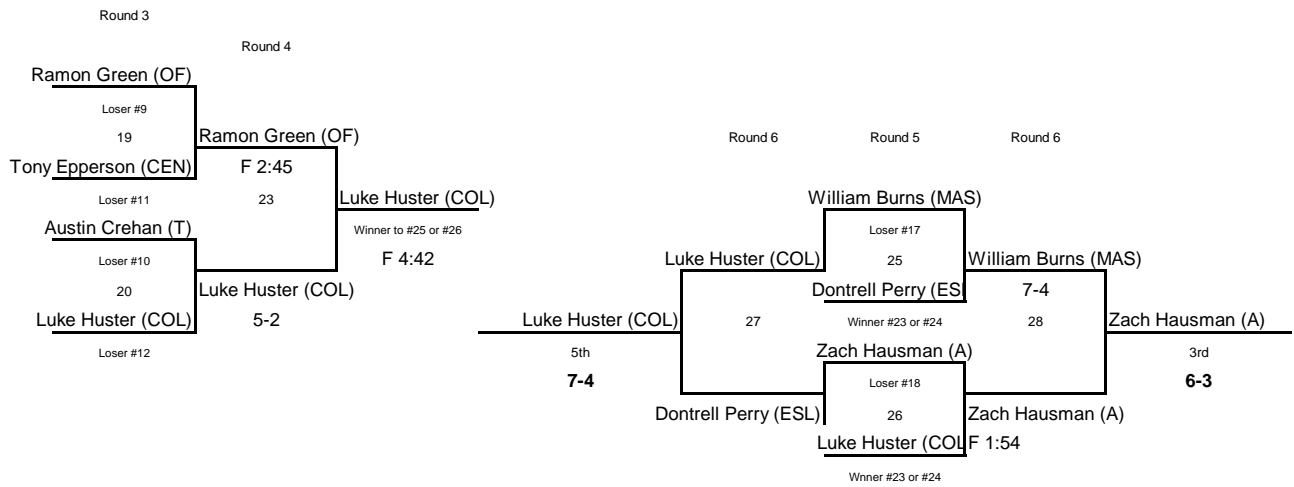 Round 3
Round 4
Ramon Green (OF)
Loser #9
19
Ramon Green (OF)
Tony Epperson (CEN)
F 2:45
Loser #11
23
Luke Huster (COL)
Austin Crehan (T)
Winner to #25 or #26
Loser #10
F 4:42
20
Luke Huster (COL)
Luke Huster (COL)
5-2
Loser #12
Round 6
Round 5
Round 6
William Burns (MAS)
Loser #17
Luke Huster (COL)
25
William Burns (MAS)
Dontrell Perry (ESL
7-4
Luke Huster (COL)
27
Winner #23 or #24
28
Zach Hausman (A)
5th
Zach Hausman (A)
3rd
7-4
Loser #18
6-3
Dontrell Perry (ESL)
26
Zach Hausman (A)
Luke Huster (COL
F 1:54
Wnner #23 or #24